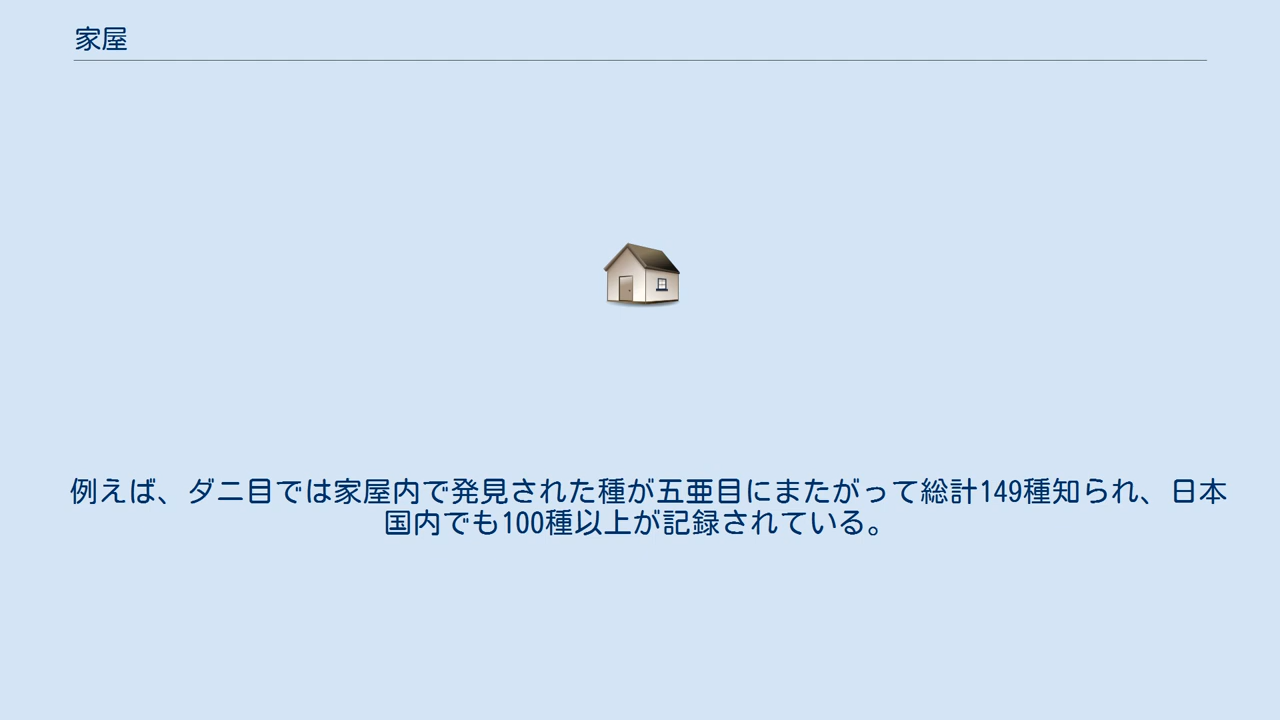 家屋
例えば、ダニ目では家屋内で発見された種が五亜目にまたがって総計149種知られ、日本
国内でも100種以上が記録されている。